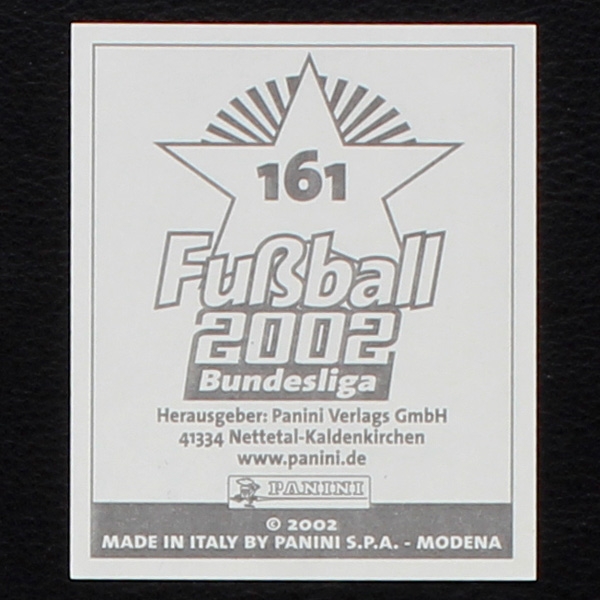 161
Fußball
2002
Bundesliga
Herausgeber: Panini Verlags GmbH
41334 Nettetal-Kaldenkirchen
www.panini.de
PANINI
© 2002
MADE IN ITALY BY PANINI S.P.A. - MODENA